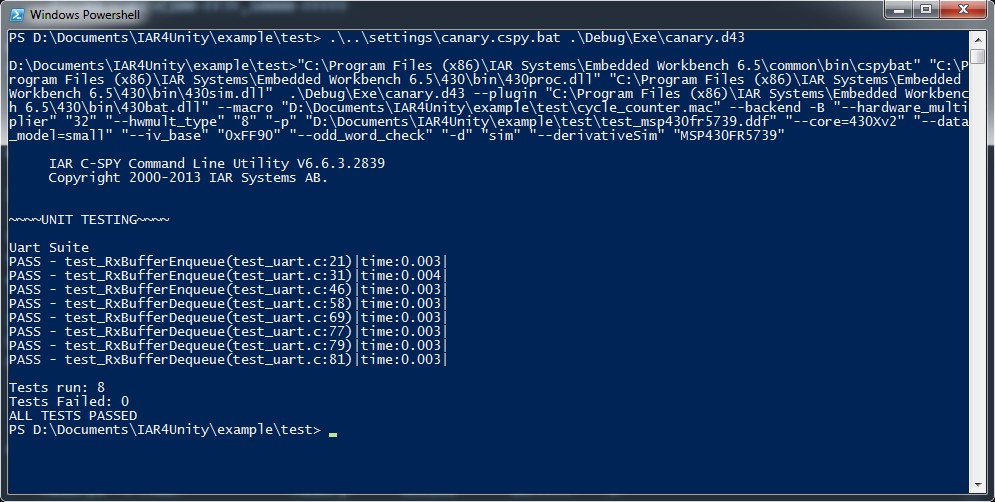 Windows Powershell
PS D:\Documents\IAR4Unity\example\test> .\..\settings\canary.cspy.bat .\Debug\Exe\canary.d43
D:\Documents\IAR4Unity\example\test>"C:\Program Files (x86)\IAR Systems\Embedded Workbench 6.5\common\bin\cspybat" "C:\P
rogram Files (x86)\IAR Systems\Embedded Workbench 6.5\430\bin\430proc.dll" "C:\Program Files (x86)\IAR Systems\Embedded
Workbench 6.5\430\bin\430sim.dll"  .\Debug\Exe\canary.d43 --plugin "C:\Program Files (x86)\IAR Systems\Embedded Workbenc
h 6.5\430\bin\430bat.dll" --macro "D:\Documents\IAR4Unity\example\test\cycle_counter.mac" --backend -B "--hardware_multi
plier" "32" "--hwmult_type" "8" "-p" "D:\Documents\IAR4Unity\example\test\test_msp430fr5739.ddf" "--core=430Xv2" "--data
_model=small" "--iv_base" "0xFF90" "--odd_word_check" "-d" "sim" "--derivativeSim" "MSP430FR5739"
IAR C-SPY Command Line Utility V6.6.3.2839
Copyright 2000-2013 IAR Systems AB.
~~~~UNIT TESTING~~~~
Uart Suite
PASS - test_RxBufferEnqueue(test_uart.c:21)|time:0.003|
PASS - test_RxBufferEnqueue(test_uart.c:31)|time:0.004|
PASS - test_RxBufferEnqueue(test_uart.c:46)|time:0.003|
PASS - test_RxBufferDequeue(test_uart.c:58)|time:0.003|
PASS - test_RxBufferDequeue(test_uart.c:69)|time:0.003|
PASS - test_RxBufferDequeue(test_uart.c:77)|time:0.003|
PASS - test_RxBufferDequeue(test_uart.c:79)|time:0.003|
PASS - test_RxBufferDequeue(test_uart.c:81)|time:0.003|
Tests run: 8
Tests Failed: 0
ALL TESTS PASSED
PS D:\Documents\IAR4Unity\example\test>